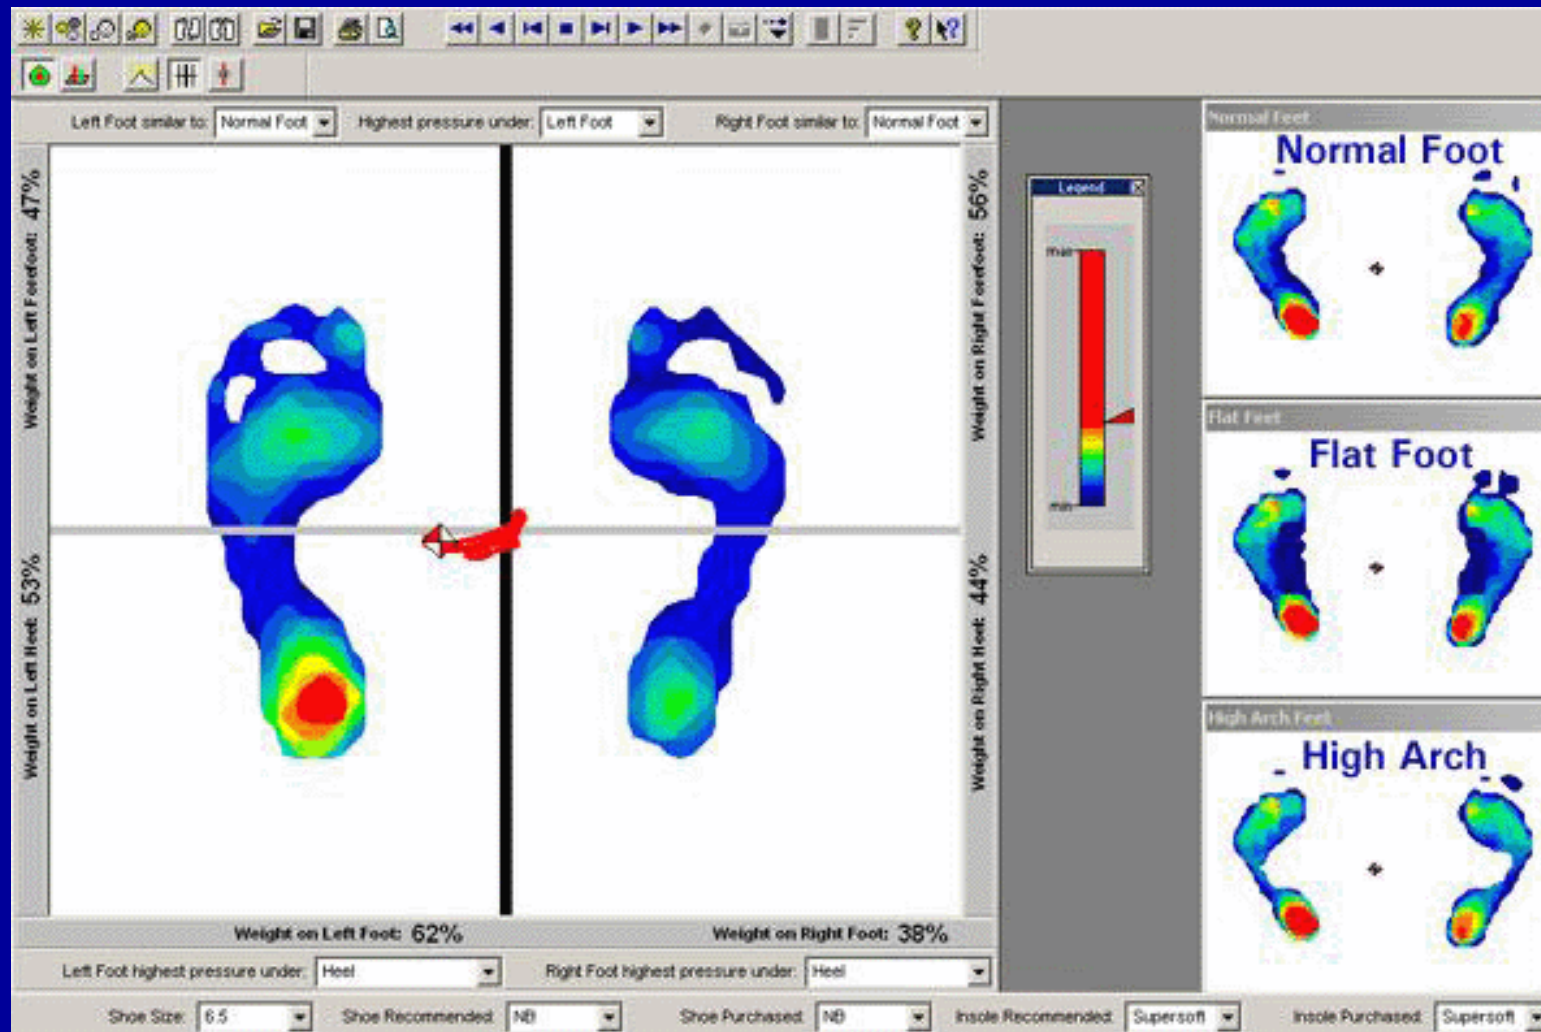 Left Foot similar to: Normal Foot Highest pressure under: Left Foot Right Foot similar to: Normal Foot
Weight on Left Forefoot: 47%
Weight on Left Heel: 53%
Weight on Right Forefoot: 56%
Weight on Right Heel: 44%
Legend
max
min
Normal Feet
Normal Foot
Flat Feet
Flat Foot
High Arch Feet
High Arch
Weight on Left Foot: 62% Weight on Right Foot: 38%
Left Foot highest pressure under: Heel Right Foot highest pressure under: Heel
Shoe Size: 6.5 Shoe Recommended: NB Shoe Purchased: NB Insole Recommended: Supersoft Insole Purchased: Supersoft